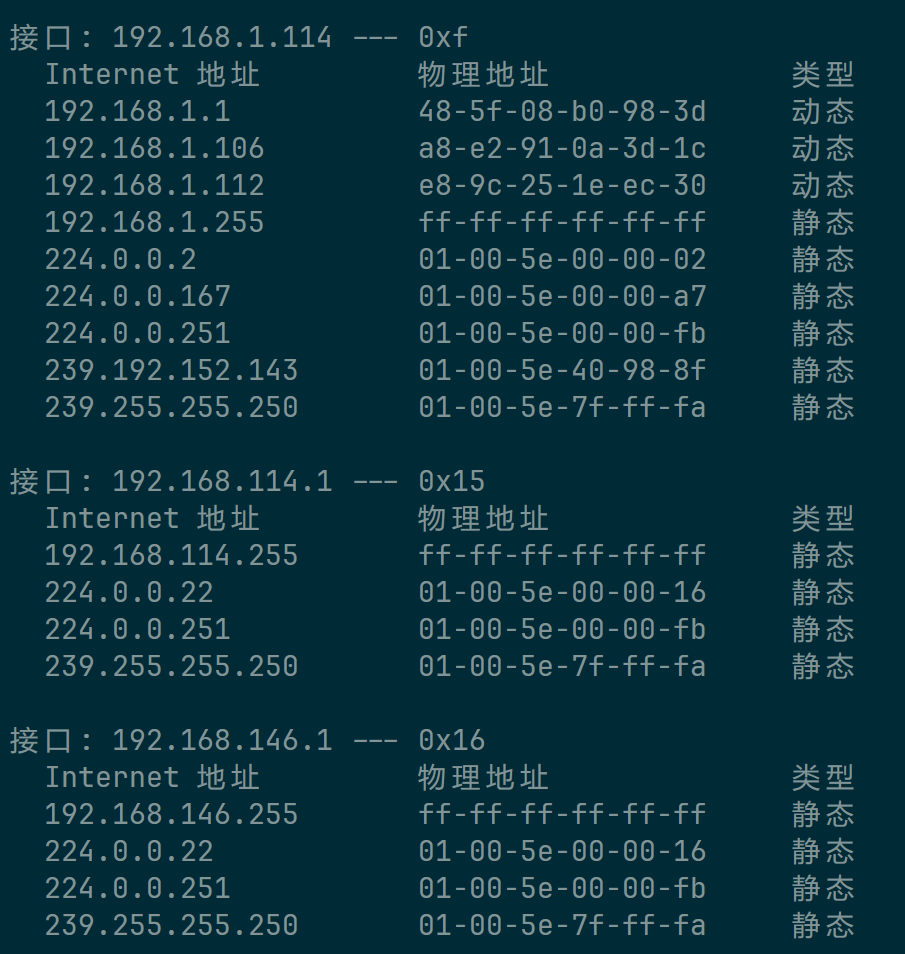 接口: 192.168.1.114 --- 0xf
  Internet 地址         物理地址              类型
  192.168.1.1           48-5f-08-b0-98-3d     动态
  192.168.1.106         a8-e2-91-0a-3d-1c     动态
  192.168.1.112         e8-9c-25-1e-ec-30     动态
  192.168.1.255         ff-ff-ff-ff-ff-ff     静态
  224.0.0.2             01-00-5e-00-00-02     静态
  224.0.0.167           01-00-5e-00-00-a7     静态
  224.0.0.251           01-00-5e-00-00-fb     静态
  239.192.152.143       01-00-5e-40-98-8f     静态
  239.255.255.250       01-00-5e-7f-ff-fa     静态

接口: 192.168.114.1 --- 0x15
  Internet 地址         物理地址              类型
  192.168.114.255       ff-ff-ff-ff-ff-ff     静态
  224.0.0.22            01-00-5e-00-00-16     静态
  224.0.0.251           01-00-5e-00-00-fb     静态
  239.255.255.250       01-00-5e-7f-ff-fa     静态

接口: 192.168.146.1 --- 0x16
  Internet 地址         物理地址              类型
  192.168.146.255       ff-ff-ff-ff-ff-ff     静态
  224.0.0.22            01-00-5e-00-00-16     静态
  224.0.0.251           01-00-5e-00-00-fb     静态
  239.255.255.250       01-00-5e-7f-ff-fa     静态